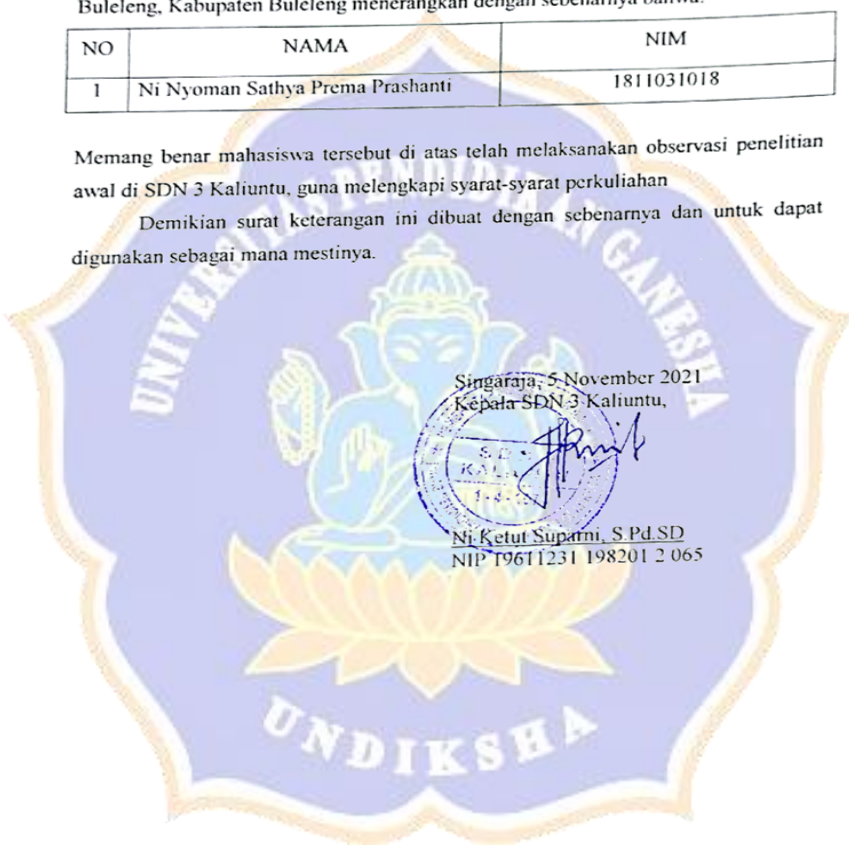 Buleleng, Kabupaten Buleleng menerangkan dengan sebenarnya bahwa:
NO NAMA NIM
1 Ni Nyoman Sathya Prema Prashanti 1811031018
Memang benar mahasiswa tersebut di atas telah melaksanakan observasi penelitian
awal di SDN 3 Kaliuntu, guna melengkapi syarat-syarat perkuliahan
Demikian surat keterangan ini dibuat dengan sebenarnya dan untuk dapat
digunakan sebagai mana mestinya.
UNIVERSITAS PENDIDIKAN GANESHA
Singaraja, 5 November 2021
Kepala SDN 3 Kaliuntu,
Ni Ketut Suparni, S.Pd.SD
NIP 19611231 198201 2 065
UNDIKSHA